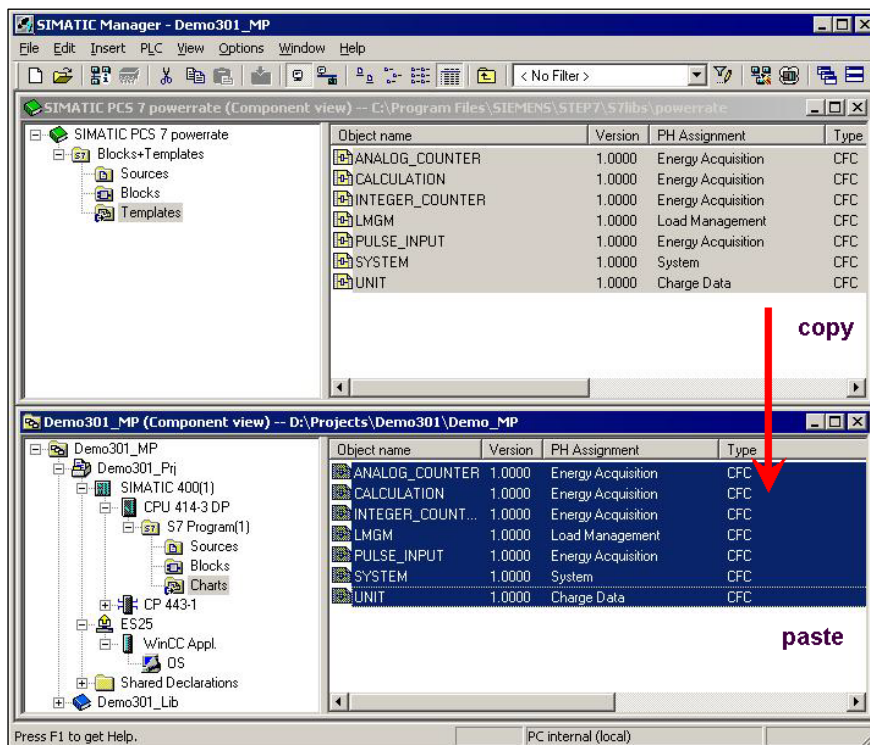 SIMATIC Manager - Demo301_MP
File Edit Insert PLC View Options Window Help
< No Filter >
SIMATIC PCS 7 powerrate (Component view) -- C:\Program Files\SIEMENS\STEP7\S7libs\powerrate
SIMATIC PCS 7 powerrate
Blocks+Templates
Sources
Blocks
Templates
Object name Version PH Assignment Type
ANALOG_COUNTER 1.0000 Energy Acquisition CFC
CALCULATION 1.0000 Energy Acquisition CFC
INTEGER_COUNTER 1.0000 Energy Acquisition CFC
LMGM 1.0000 Load Management CFC
PULSE_INPUT 1.0000 Energy Acquisition CFC
SYSTEM 1.0000 System CFC
UNIT 1.0000 Charge Data CFC
copy
Demo301_MP (Component view) -- D:\Projects\Demo301\Demo_MP
Demo301_MP
Demo301_Prj
SIMATIC 400(1)
CPU 414-3 DP
S7 Program(1)
Sources
Blocks
Charts
CP 443-1
ES25
WinCC Appl.
OS
Shared Declarations
Demo301_Lib
Object name Version PH Assignment Type
ANALOG_COUNTER 1.0000 Energy Acquisition CFC
CALCULATION 1.0000 Energy Acquisition CFC
INTEGER_COUNT... 1.0000 Energy Acquisition CFC
LMGM 1.0000 Load Management CFC
PULSE_INPUT 1.0000 Energy Acquisition CFC
SYSTEM 1.0000 System CFC
UNIT 1.0000 Charge Data CFC
paste
Press F1 to get Help. PC internal (local)